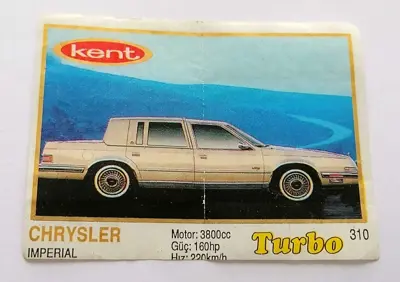 kent
CHRYSLER
IMPERIAL
Motor: 3800cc
Güç: 160hp
Hız: 220km/h
Turbo
310